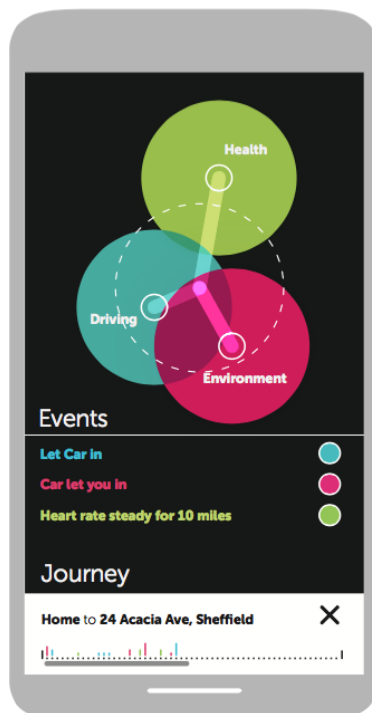 Health
Driving
Environment
Events
Let Car in
Car let you in
Heart rate steady for 10 miles
Journey
Home to 24 Acacia Ave, Sheffield